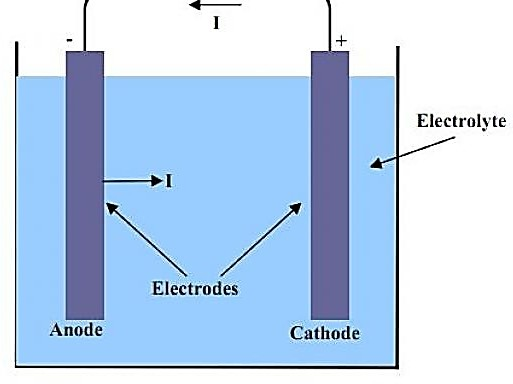 I
- +
Electrolyte
I
Electrodes
Anode Cathode